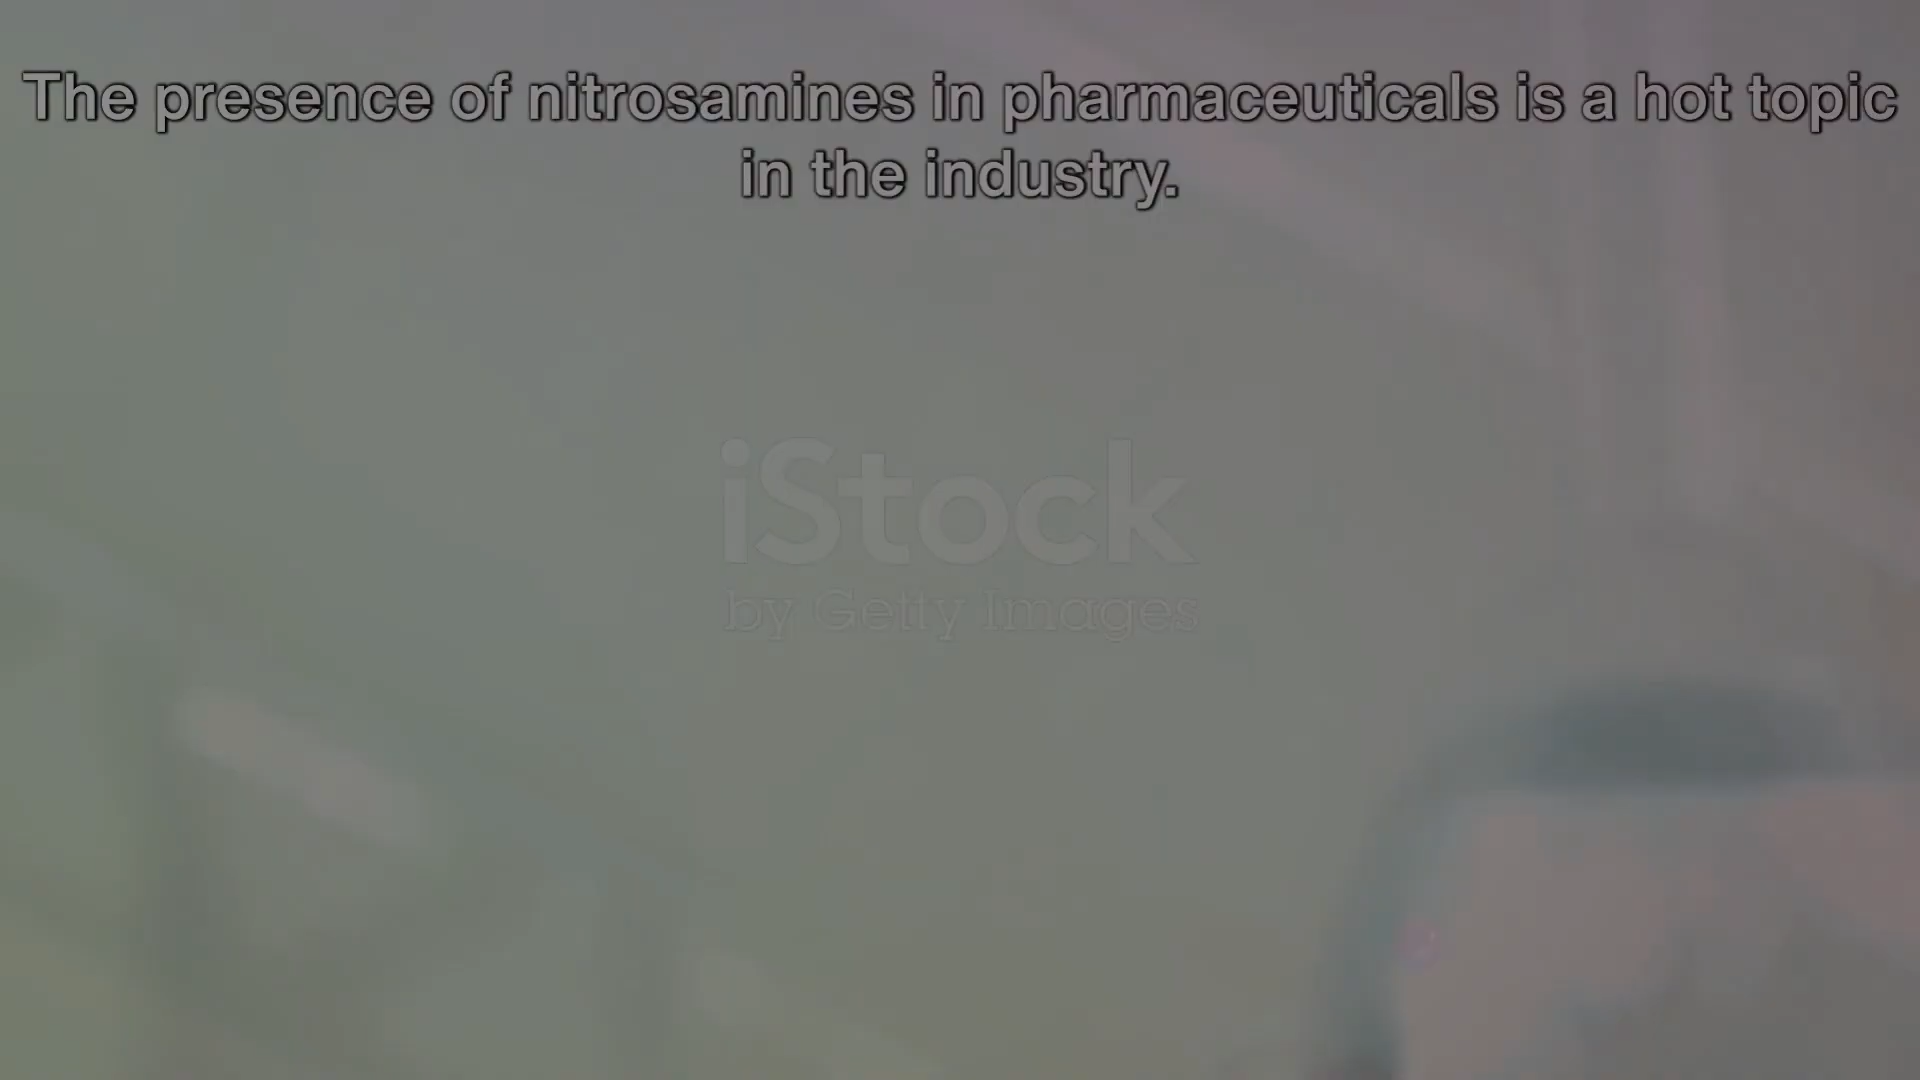 The presence of nitrosamines in pharmaceuticals is a hot topic
in the industry.
iStock
by Getty Images